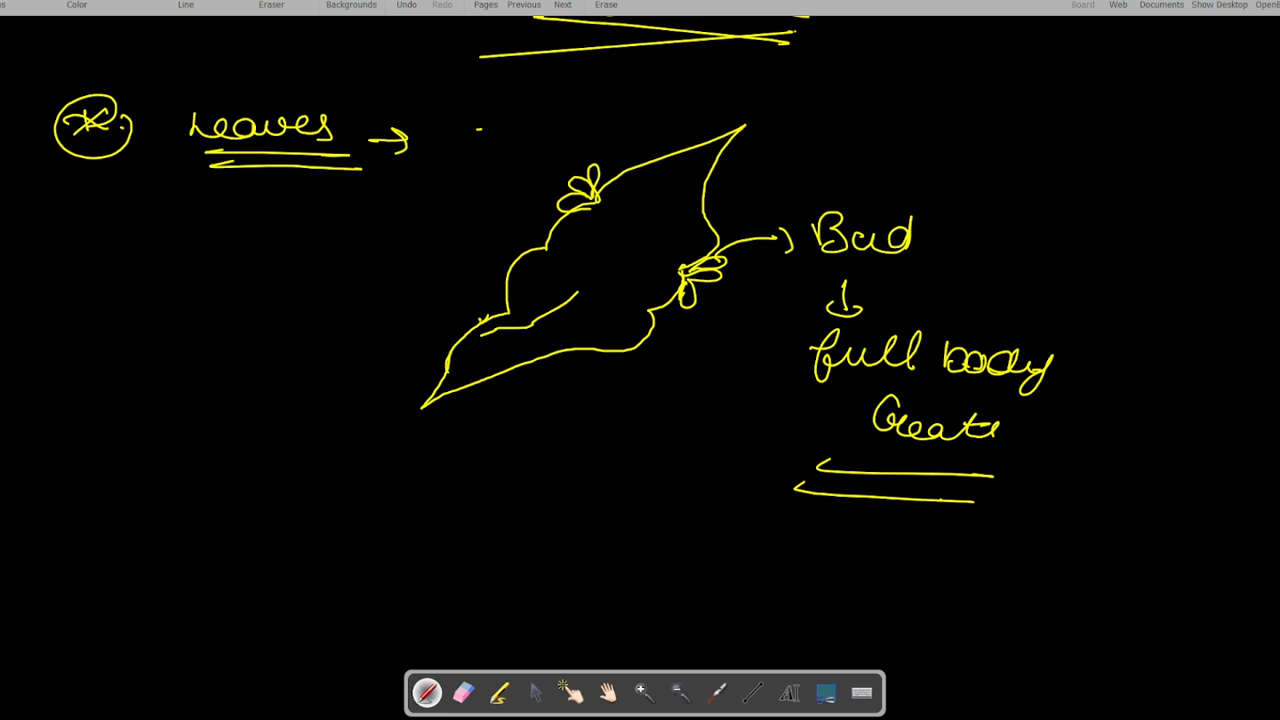 Color Line Eraser Backgrounds Undo Redo Pages Previous Next Erase Board Web Documents Show Desktop
Leaves →
Bud
↓
full body
Create